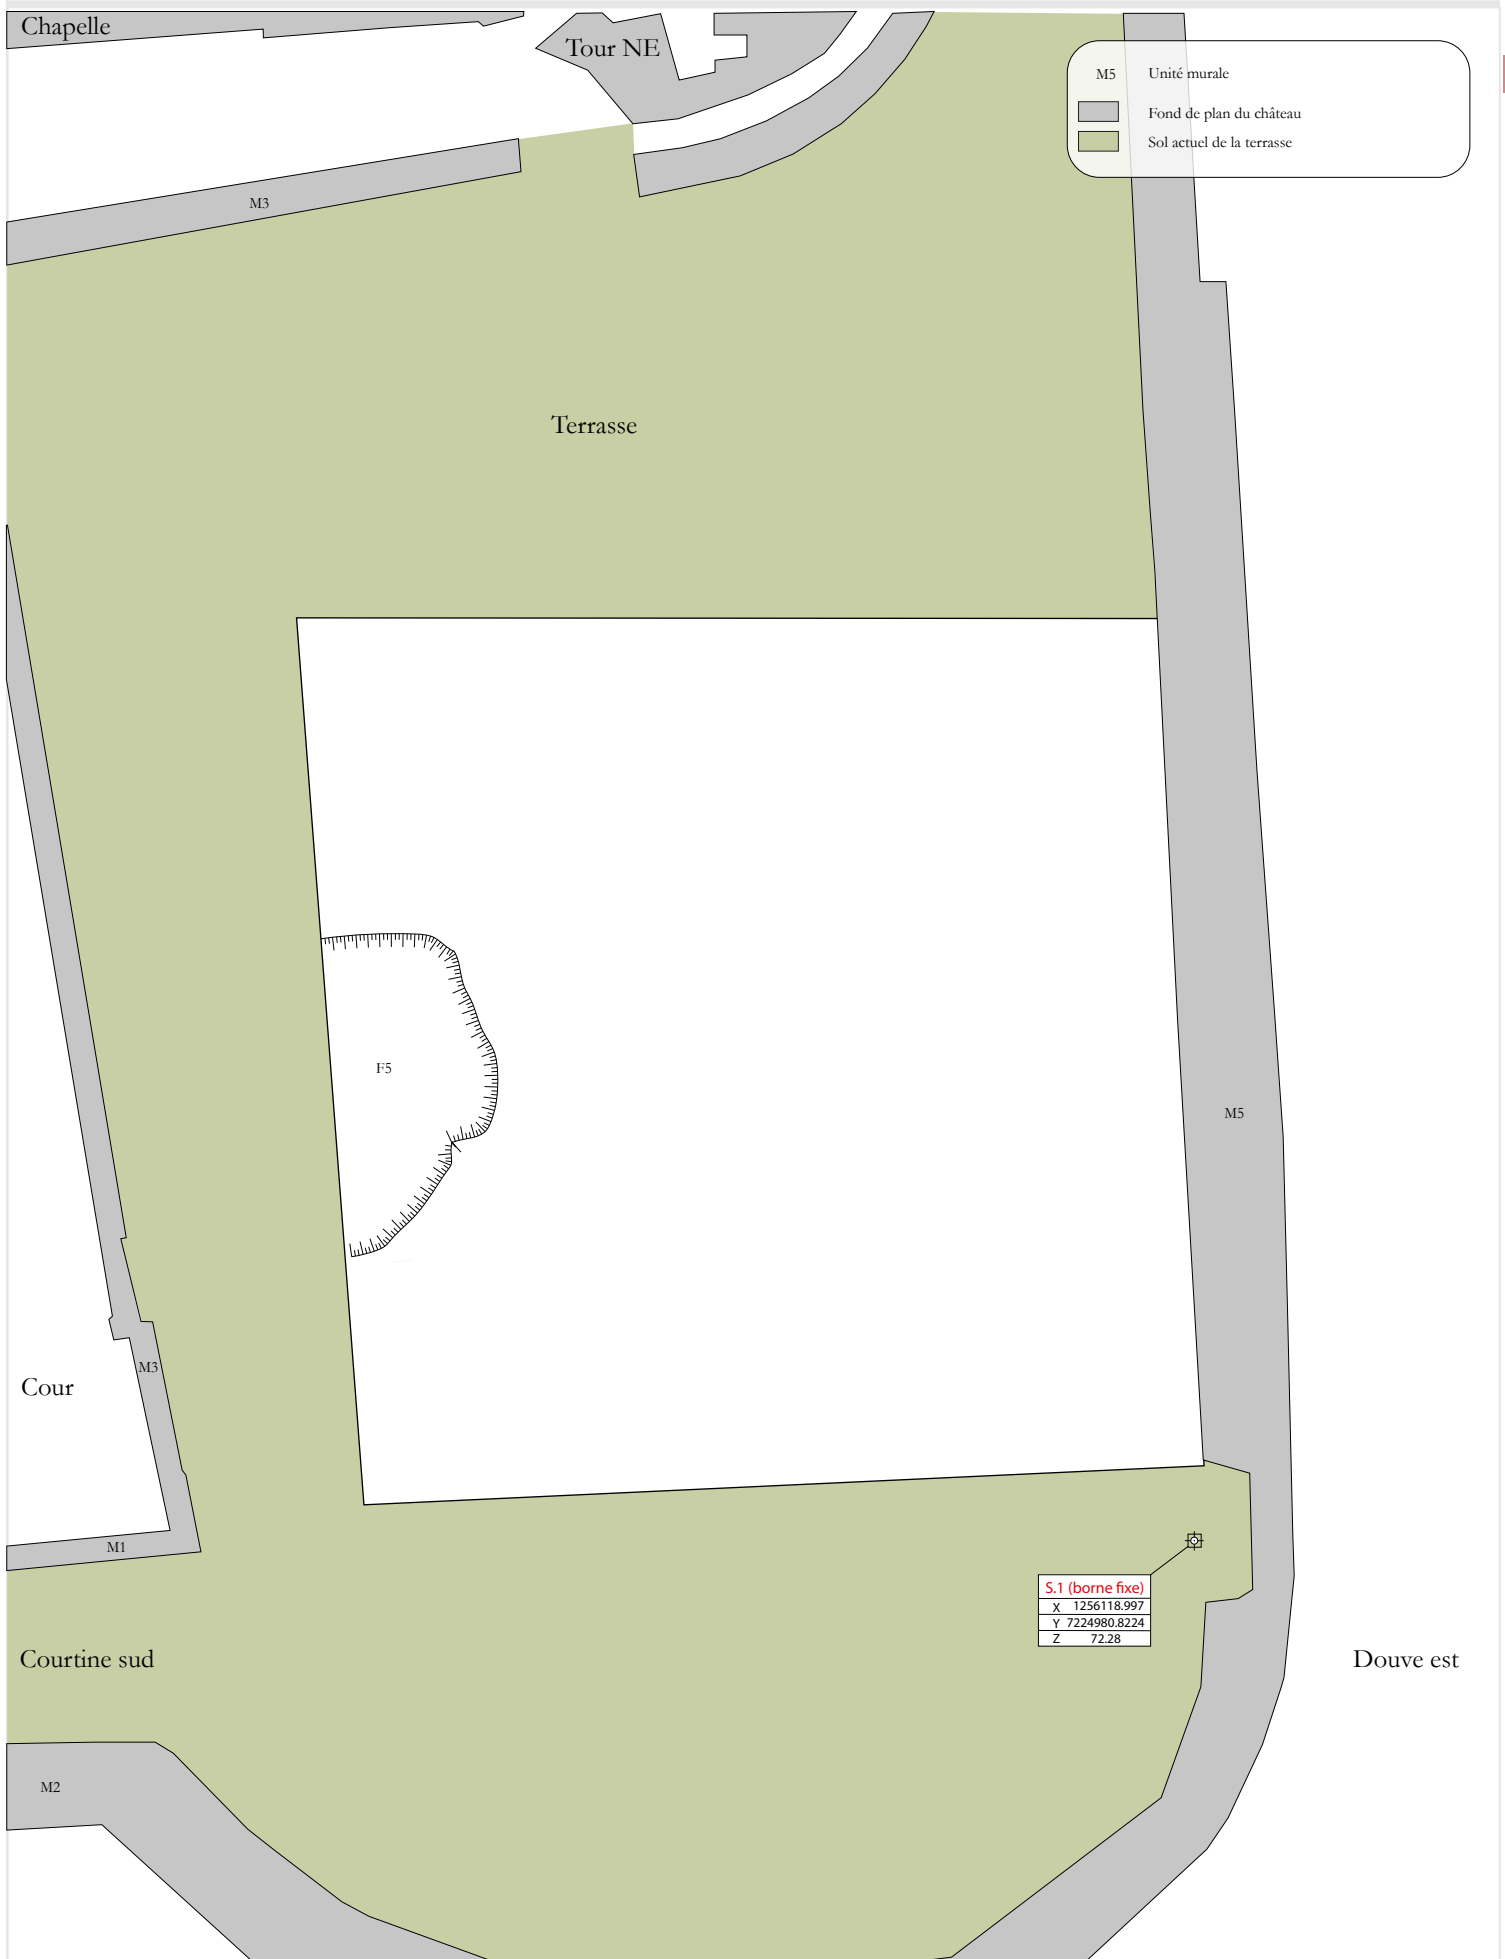 Chapelle
Tour NE
M5 Unité murale
Fond de plan du château
Sol actuel de la terrasse
M3
Terrasse
F5
M5
M3
Cour
M1
S.1 (borne fixe)
X 1256118.997
Y 7224980.8224
Z 72.28
Courtine sud
Douve est
M2